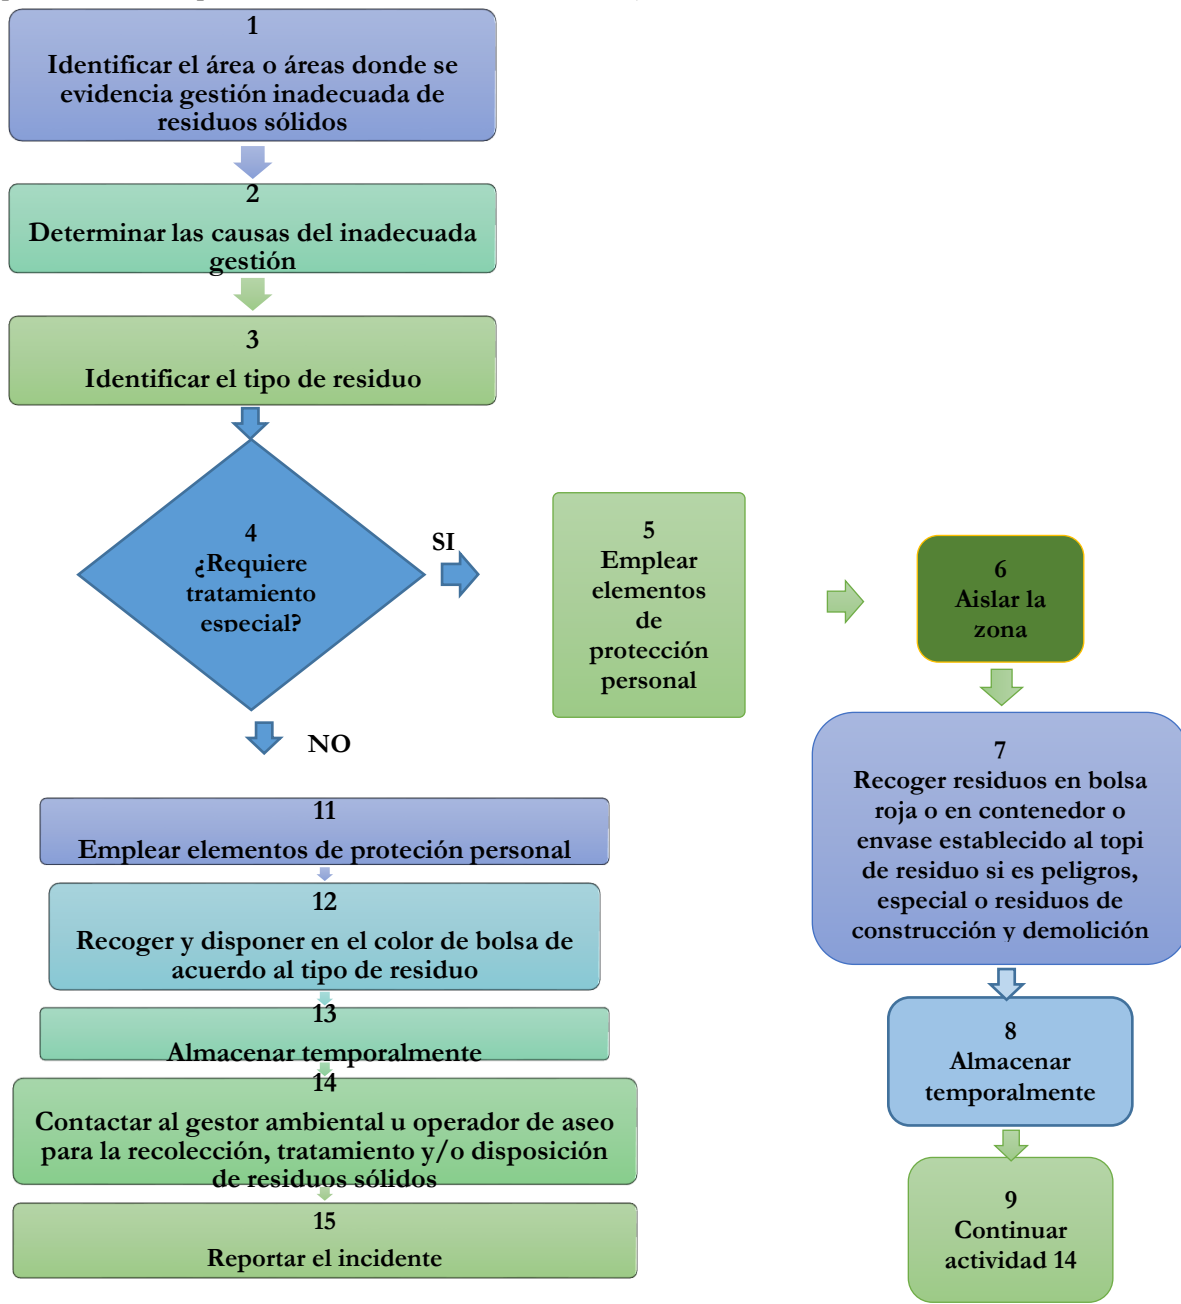 1
Identificar el área o áreas donde se
evidencia gestión inadecuada de
residuos sólidos
2
Determinar las causas del inadecuada
gestión
3
Identificar el tipo de residuo
4
¿Requiere
tratamiento
especial?
SI
NO
5
Emplear
elementos
de
protección
personal
6
Aislar la
zona
7
Recoger residuos en bolsa
roja o en contenedor o
envase establecido al topi
de residuo si es peligros,
especial o residuos de
construcción y demolición
8
Almacenar
temporalmente
9
Continuar
actividad 14
11
Emplear elementos de proteción personal
12
Recoger y disponer en el color de bolsa de
acuerdo al tipo de residuo
13
Almacenar temporalmente
14
Contactar al gestor ambiental u operador de aseo
para la recolección, tratamiento y/o disposición
de residuos sólidos
15
Reportar el incidente